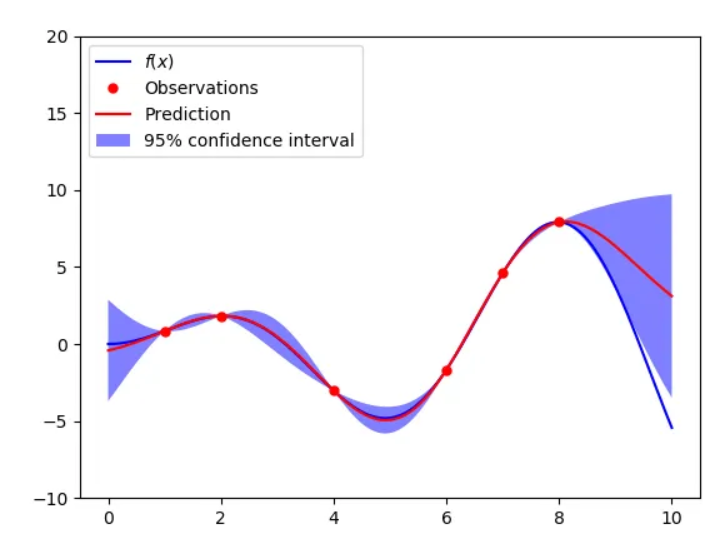 20
15
10
5
0
−5
−10
f(x)
Observations
Prediction
95% confidence interval
0 2 4 6 8 10